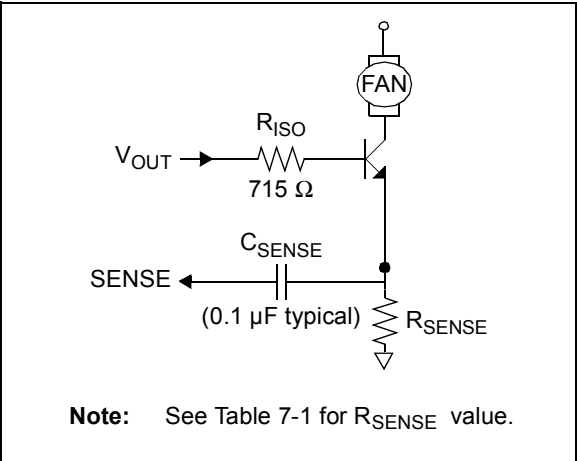 FAN
R_ISO
V_OUT
715 Ω
C_SENSE
SENSE
(0.1 µF typical)
R_SENSE
Note: See Table 7-1 for R_SENSE value.